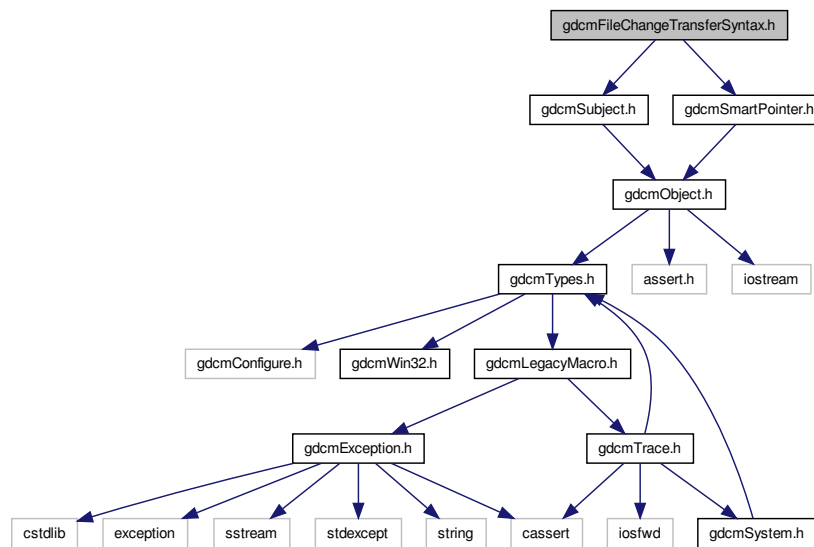 gdcmFileChangeTransferSyntax.h
gdcmSubject.h
gdcmSmartPointer.h
gdcmObject.h
gdcmTypes.h
assert.h
iostream
gdcmConfigure.h
gdcmWin32.h
gdcmLegacyMacro.h
gdcmException.h
gdcmTrace.h
cstdlib
exception
sstream
stdexcept
string
cassert
iosfwd
gdcmSystem.h